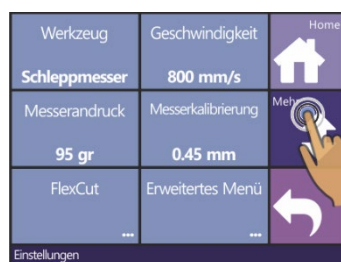 Werkzeug
Schleppmesser
Geschwindigkeit
800 mm/s
Home
Messerandruck
95 gr
Messerkalibrierung
0.45 mm
FlexCut
...
Erweitertes Menü
...
Einstellungen